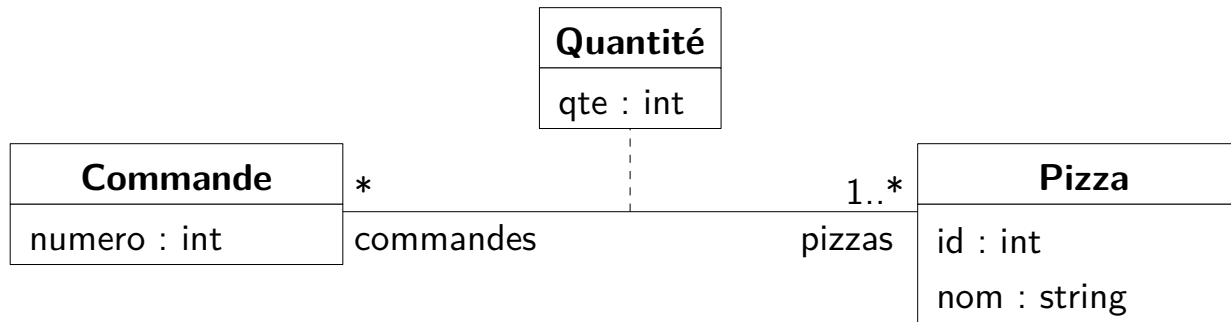 Quantité
qte : int
Commande
numero : int
*
commandes
1..*
pizzas
Pizza
id : int
nom : string